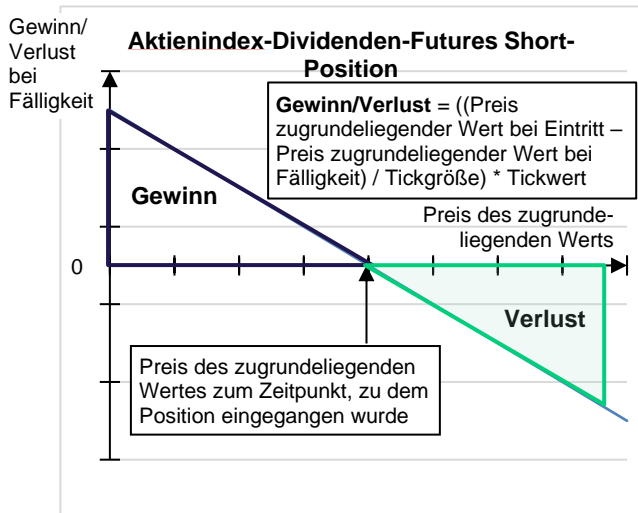 Gewinn/
Verlust
bei
Fälligkeit
Aktienindex-Dividenden-Futures Short-
Position
Gewinn/Verlust = ((Preis
zugrundeliegender Wert bei Eintritt –
Preis zugrundeliegender Wert bei
Fälligkeit) / Tickgröße) * Tickwert
Gewinn
Preis des zugrunde-
liegenden Werts
0
Verlust
Preis des zugrundeliegenden
Wertes zum Zeitpunkt, zu dem
Position eingegangen wurde